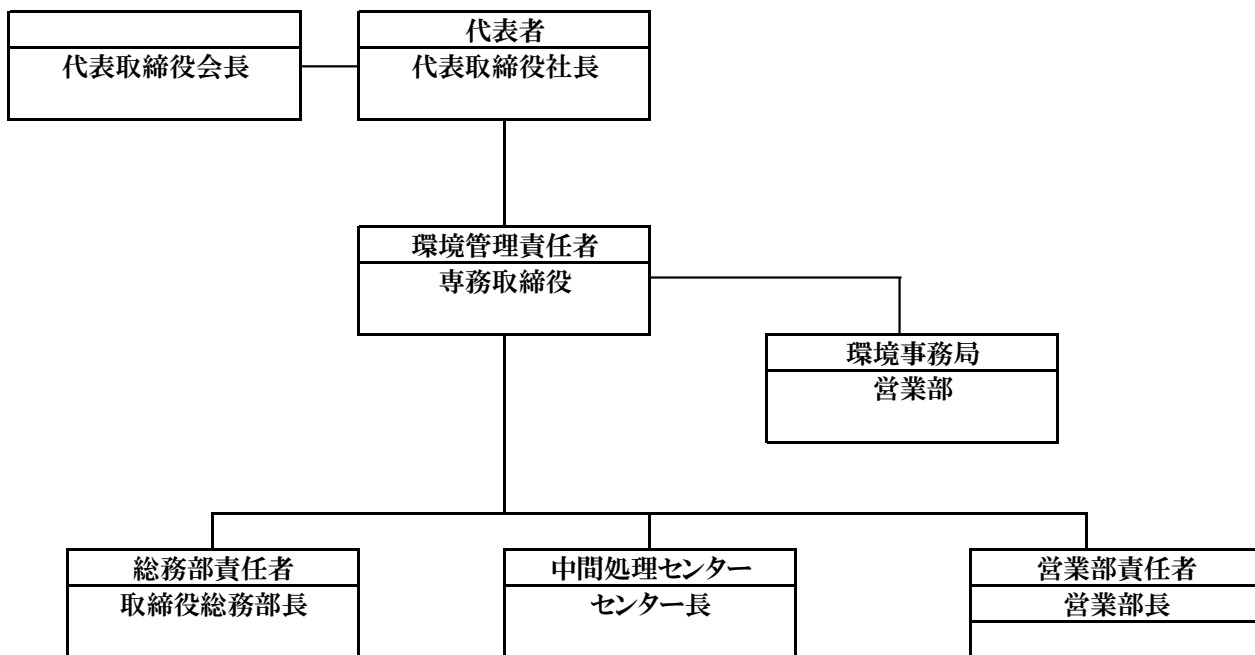 代表者
代表取締役会長
代表取締役社長
環境管理責任者
専務取締役
環境事務局
営業部
総務部責任者
取締役総務部長
中間処理センター
センター長
営業部責任者
営業部長